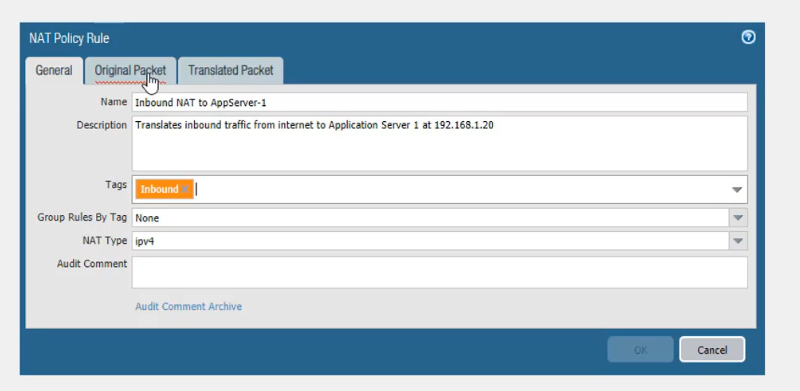 NAT Policy Rule
General Original Packet Translated Packet
Name Inbound NAT to AppServer-1
Description Translates inbound traffic from internet to Application Server 1 at 192.168.1.20
Tags Inbound
Group Rules By Tag None
NAT Type ipv4
Audit Comment
Audit Comment Archive
OK Cancel